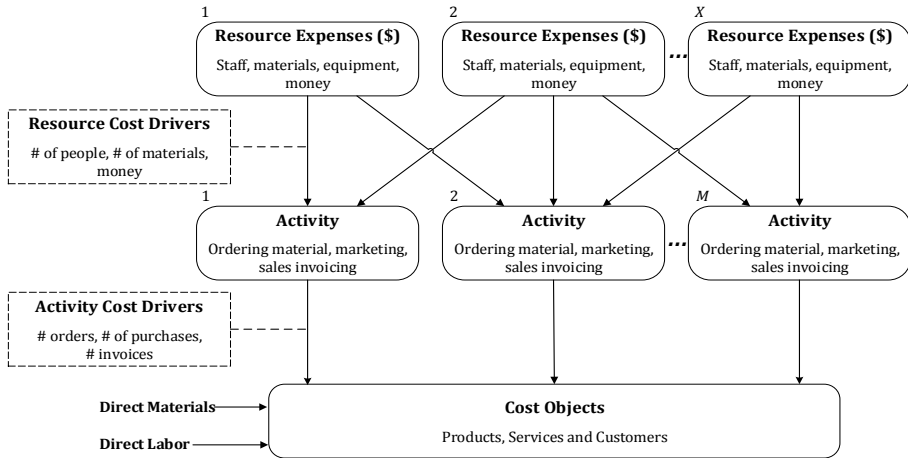 1
2
X
Resource Expenses ($)
Staff, materials, equipment,
money
Resource Expenses ($)
Staff, materials, equipment,
money
...
Resource Expenses ($)
Staff, materials, equipment,
money
Resource Cost Drivers
# of people, # of materials,
money
1
2
M
Activity
Ordering material, marketing,
sales invoicing
Activity
Ordering material, marketing,
sales invoicing
...
Activity
Ordering material, marketing,
sales invoicing
Activity Cost Drivers
# orders, # of purchases,
# invoices
Direct Materials
Direct Labor
Cost Objects
Products, Services and Customers